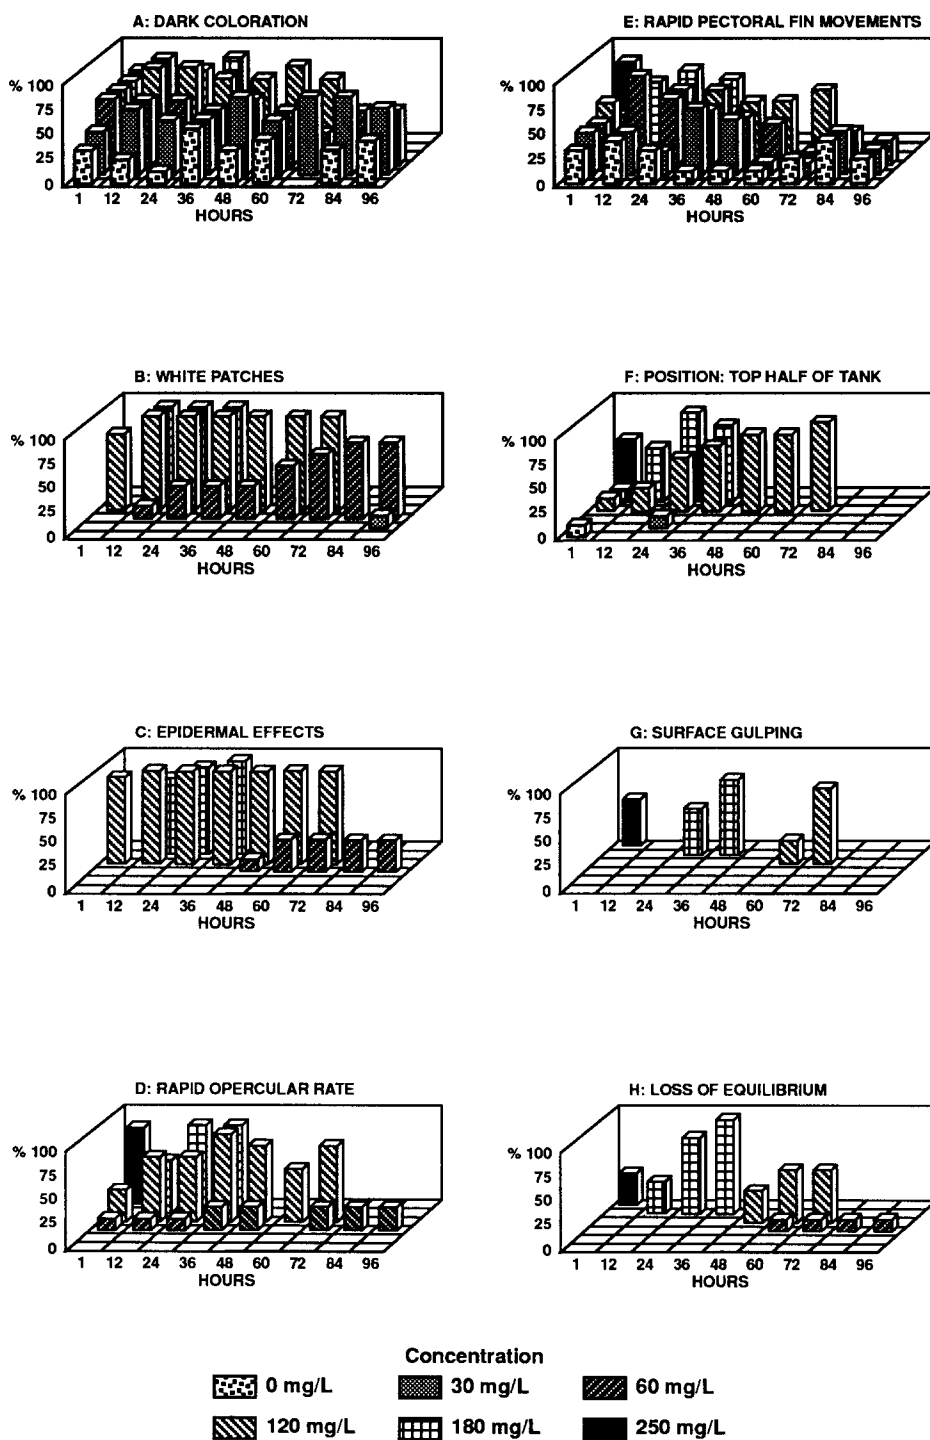 A: DARK COLORATION
% 100
75
50
25
0
1 12 24 36 48 60 72 84 96
HOURS
E: RAPID PECTORAL FIN MOVEMENTS
% 100
75
50
25
0
1 12 24 36 48 60 72 84 96
HOURS
B: WHITE PATCHES
% 100
75
50
25
0
1 12 24 36 48 60 72 84 96
HOURS
F: POSITION: TOP HALF OF TANK
% 100
75
50
25
0
1 12 24 36 48 60 72 84 96
HOURS
C: EPIDERMAL EFFECTS
% 100
75
50
25
0
1 12 24 36 48 60 72 84 96
HOURS
G: SURFACE GULPING
% 100
75
50
25
0
1 12 24 36 48 60 72 84 96
HOURS
D: RAPID OPERCULAR RATE
% 100
75
50
25
0
1 12 24 36 48 60 72 84 96
HOURS
H: LOSS OF EQUILIBRIUM
% 100
75
50
25
0
1 12 24 36 48 60 72 84 96
HOURS
Concentration
0 mg/L 30 mg/L 60 mg/L
120 mg/L 180 mg/L 250 mg/L